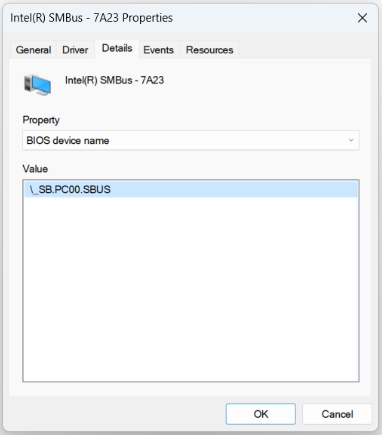 Intel(R) SMBus - 7A23 Properties
General Driver Details Events Resources
Intel(R) SMBus - 7A23
Property
BIOS device name
Value
\_SB.PC00.SBUS
OK Cancel